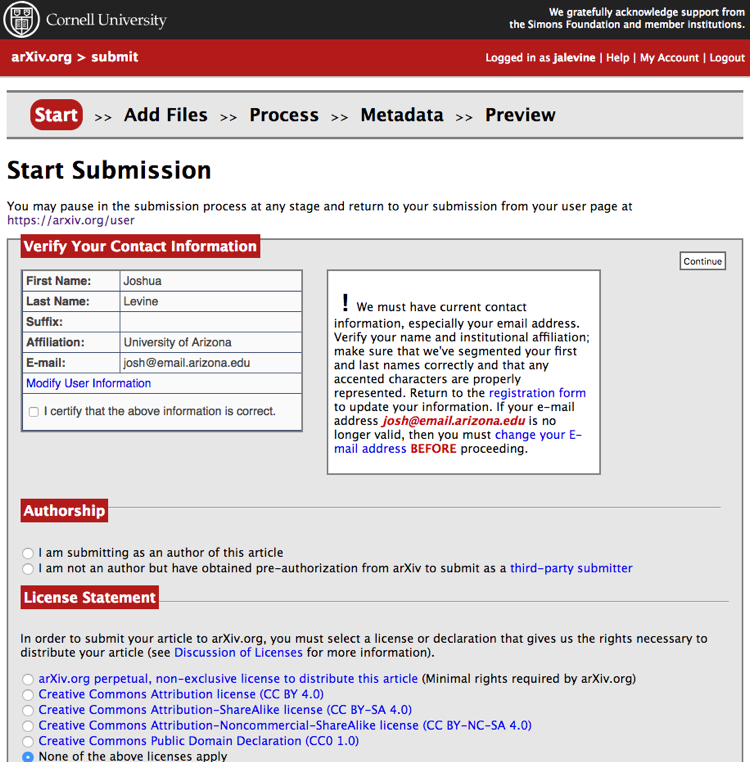 Cornell University
We gratefully acknowledge support from
the Simons Foundation and member institutions.
arXiv.org > submit
Logged in as jalevine | Help | My Account | Logout
Start >> Add Files >> Process >> Metadata >> Preview
Start Submission
You may pause in the submission process at any stage and return to your submission from your user page at
https://arxiv.org/user
Verify Your Contact Information
Continue
First Name: Joshua
Last Name: Levine
Suffix:
Affiliation: University of Arizona
E-mail: josh@email.arizona.edu
Modify User Information
I certify that the above information is correct.
! We must have current contact
information, especially your email address.
Verify your name and institutional affiliation;
make sure that we've segmented your first
and last names correctly and that any
accented characters are properly
represented. Return to the registration form
to update your information. If your e-mail
address josh@email.arizona.edu is no
longer valid, then you must change your E-
mail address BEFORE proceeding.
Authorship
I am submitting as an author of this article
I am not an author but have obtained pre-authorization from arXiv to submit as a third-party submitter
License Statement
In order to submit your article to arXiv.org, you must select a license or declaration that gives us the rights necessary to
distribute your article (see Discussion of Licenses for more information).
arXiv.org perpetual, non-exclusive license to distribute this article (Minimal rights required by arXiv.org)
Creative Commons Attribution license (CC BY 4.0)
Creative Commons Attribution-ShareAlike license (CC BY-SA 4.0)
Creative Commons Attribution-Noncommercial-ShareAlike license (CC BY-NC-SA 4.0)
Creative Commons Public Domain Declaration (CC0 1.0)
None of the above licenses apply